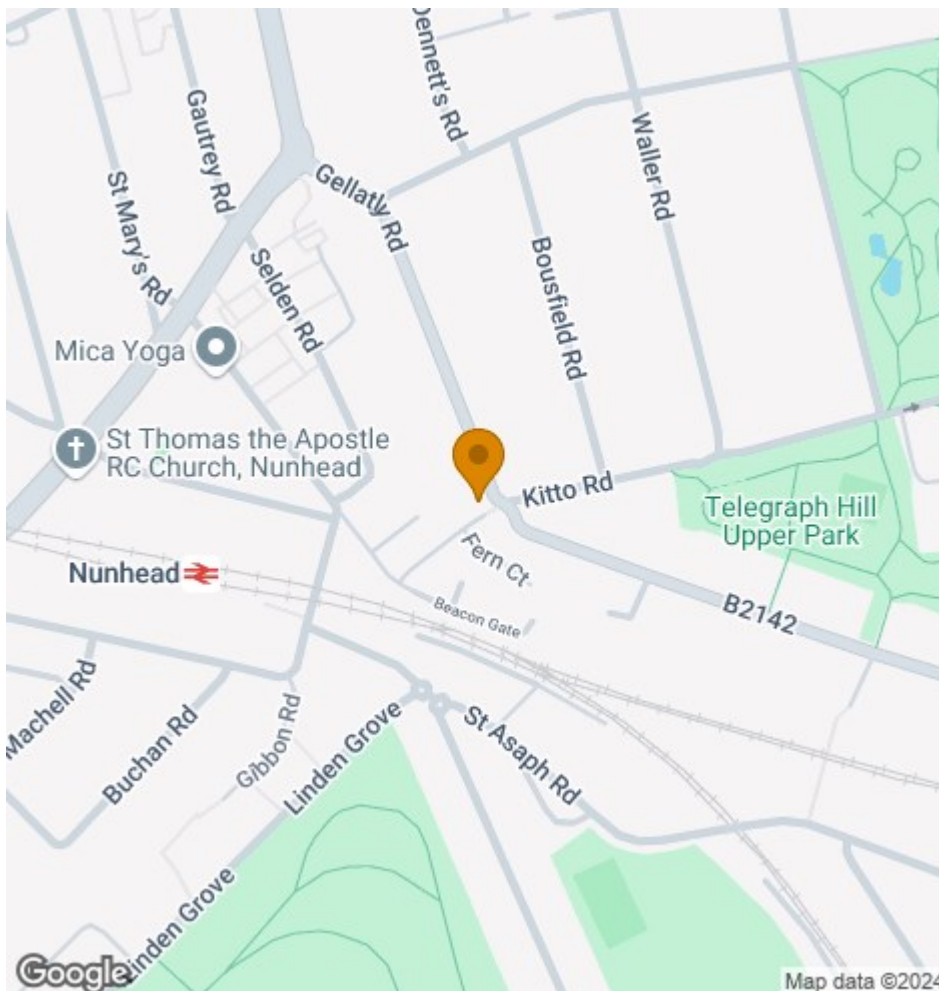 Dennett's Rd
Gautrey Rd
St Mary's Rd
Gellatly Rd
Waller Rd
Selden Rd
Bousfield Rd
Mica Yoga
St Thomas the Apostle
RC Church, Nunhead
Kitto Rd
Telegraph Hill
Upper Park
Fern Ct
Nunhead
Beacon Gate
B2142
Machell Rd
Buchan Rd
Gibbon Rd
Linden Grove
St Asaph Rd
Linden Grove
Google
Map data ©2024